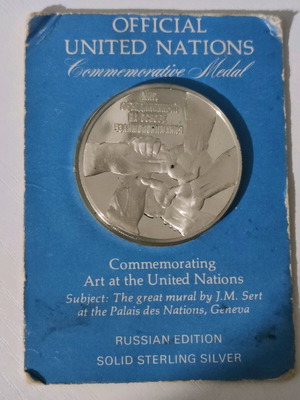 OFFICIAL
UNITED NATIONS
Commemorative Medal
Commemorating
Art at the United Nations
Subject: The great mural by J.M. Sert
at the Palais des Nations, Geneva
RUSSIAN EDITION
SOLID STERLING SILVER